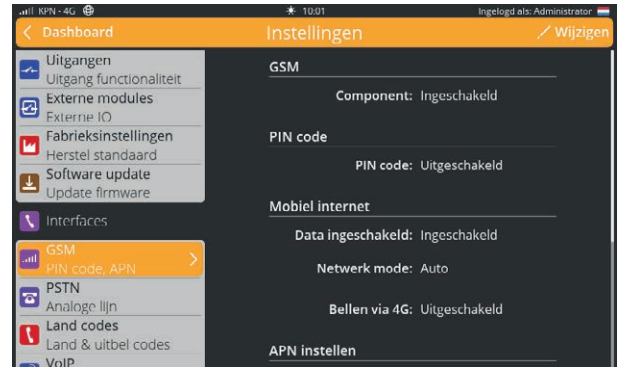 KPN - 4G
10:01
Ingelogd als: Administrator
Dashboard
Instellingen
Wijzigen
Uitgangen
Uitgang functionaliteit
Externe modules
Externe IO
Fabrieksinstellingen
Herstel standaard
Software update
Update firmware
Interfaces
GSM
PIN code, APN
PSTN
Analoge lijn
Land codes
Land & uitbel codes
VoIP
GSM
Component: Ingeschakeld
PIN code
PIN code: Uitgeschakeld
Mobiel internet
Data ingeschakeld: Ingeschakeld
Netwerk mode: Auto
Bellen via 4G: Uitgeschakeld
APN instellen